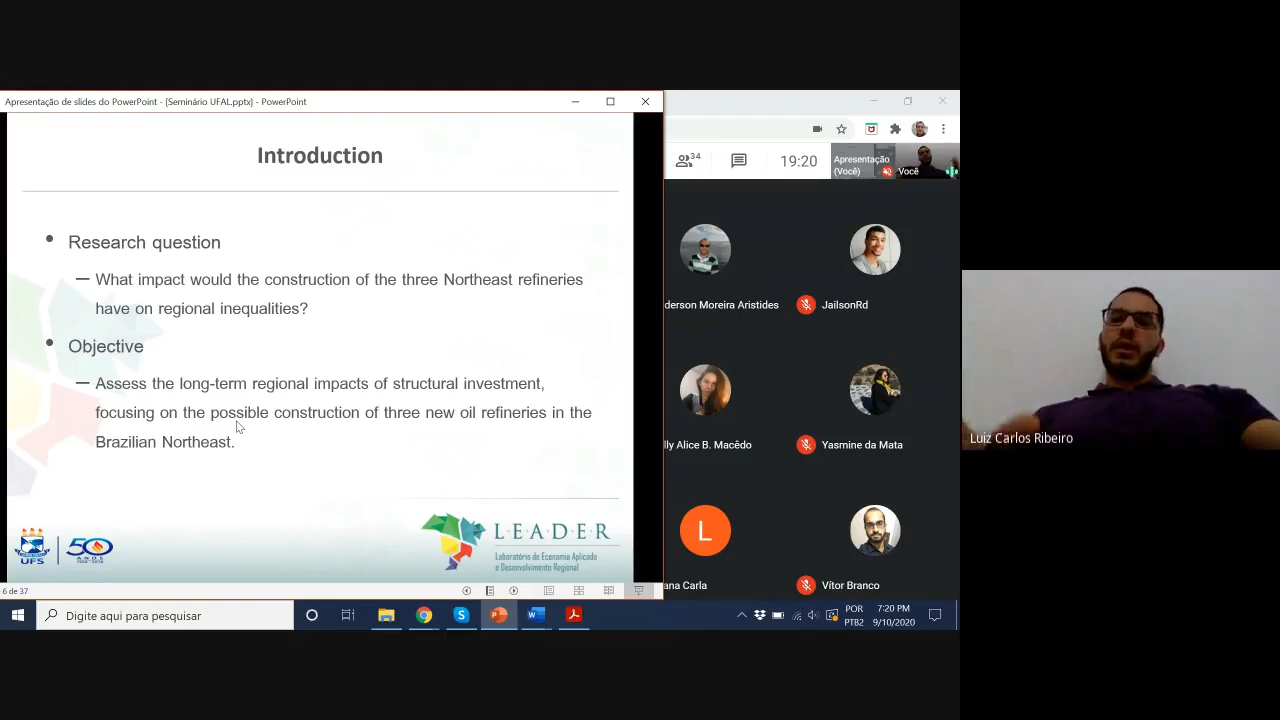 Apresentação de slides do PowerPoint - [Seminário UFAL.pptx] - PowerPoint
Introduction
• Research question
— What impact would the construction of the three Northeast refineries
have on regional inequalities?
• Objective
— Assess the long-term regional impacts of structural investment,
focusing on the possible construction of three new oil refineries in the
Brazilian Northeast.
UFS
50
ANOS
L·E·A·D·E·R
Laboratório de Economia Aplicada
e Desenvolvimento Regional
6 de 37
34
19:20
Apresentação
(Você)
Você
derson Moreira Aristides
JailsonRd
lly Alice B. Macêdo
Yasmine da Mata
L
ana Carla
Vítor Branco
Luiz Carlos Ribeiro
Digite aqui para pesquisar
POR
PTB2
7:20 PM
9/10/2020